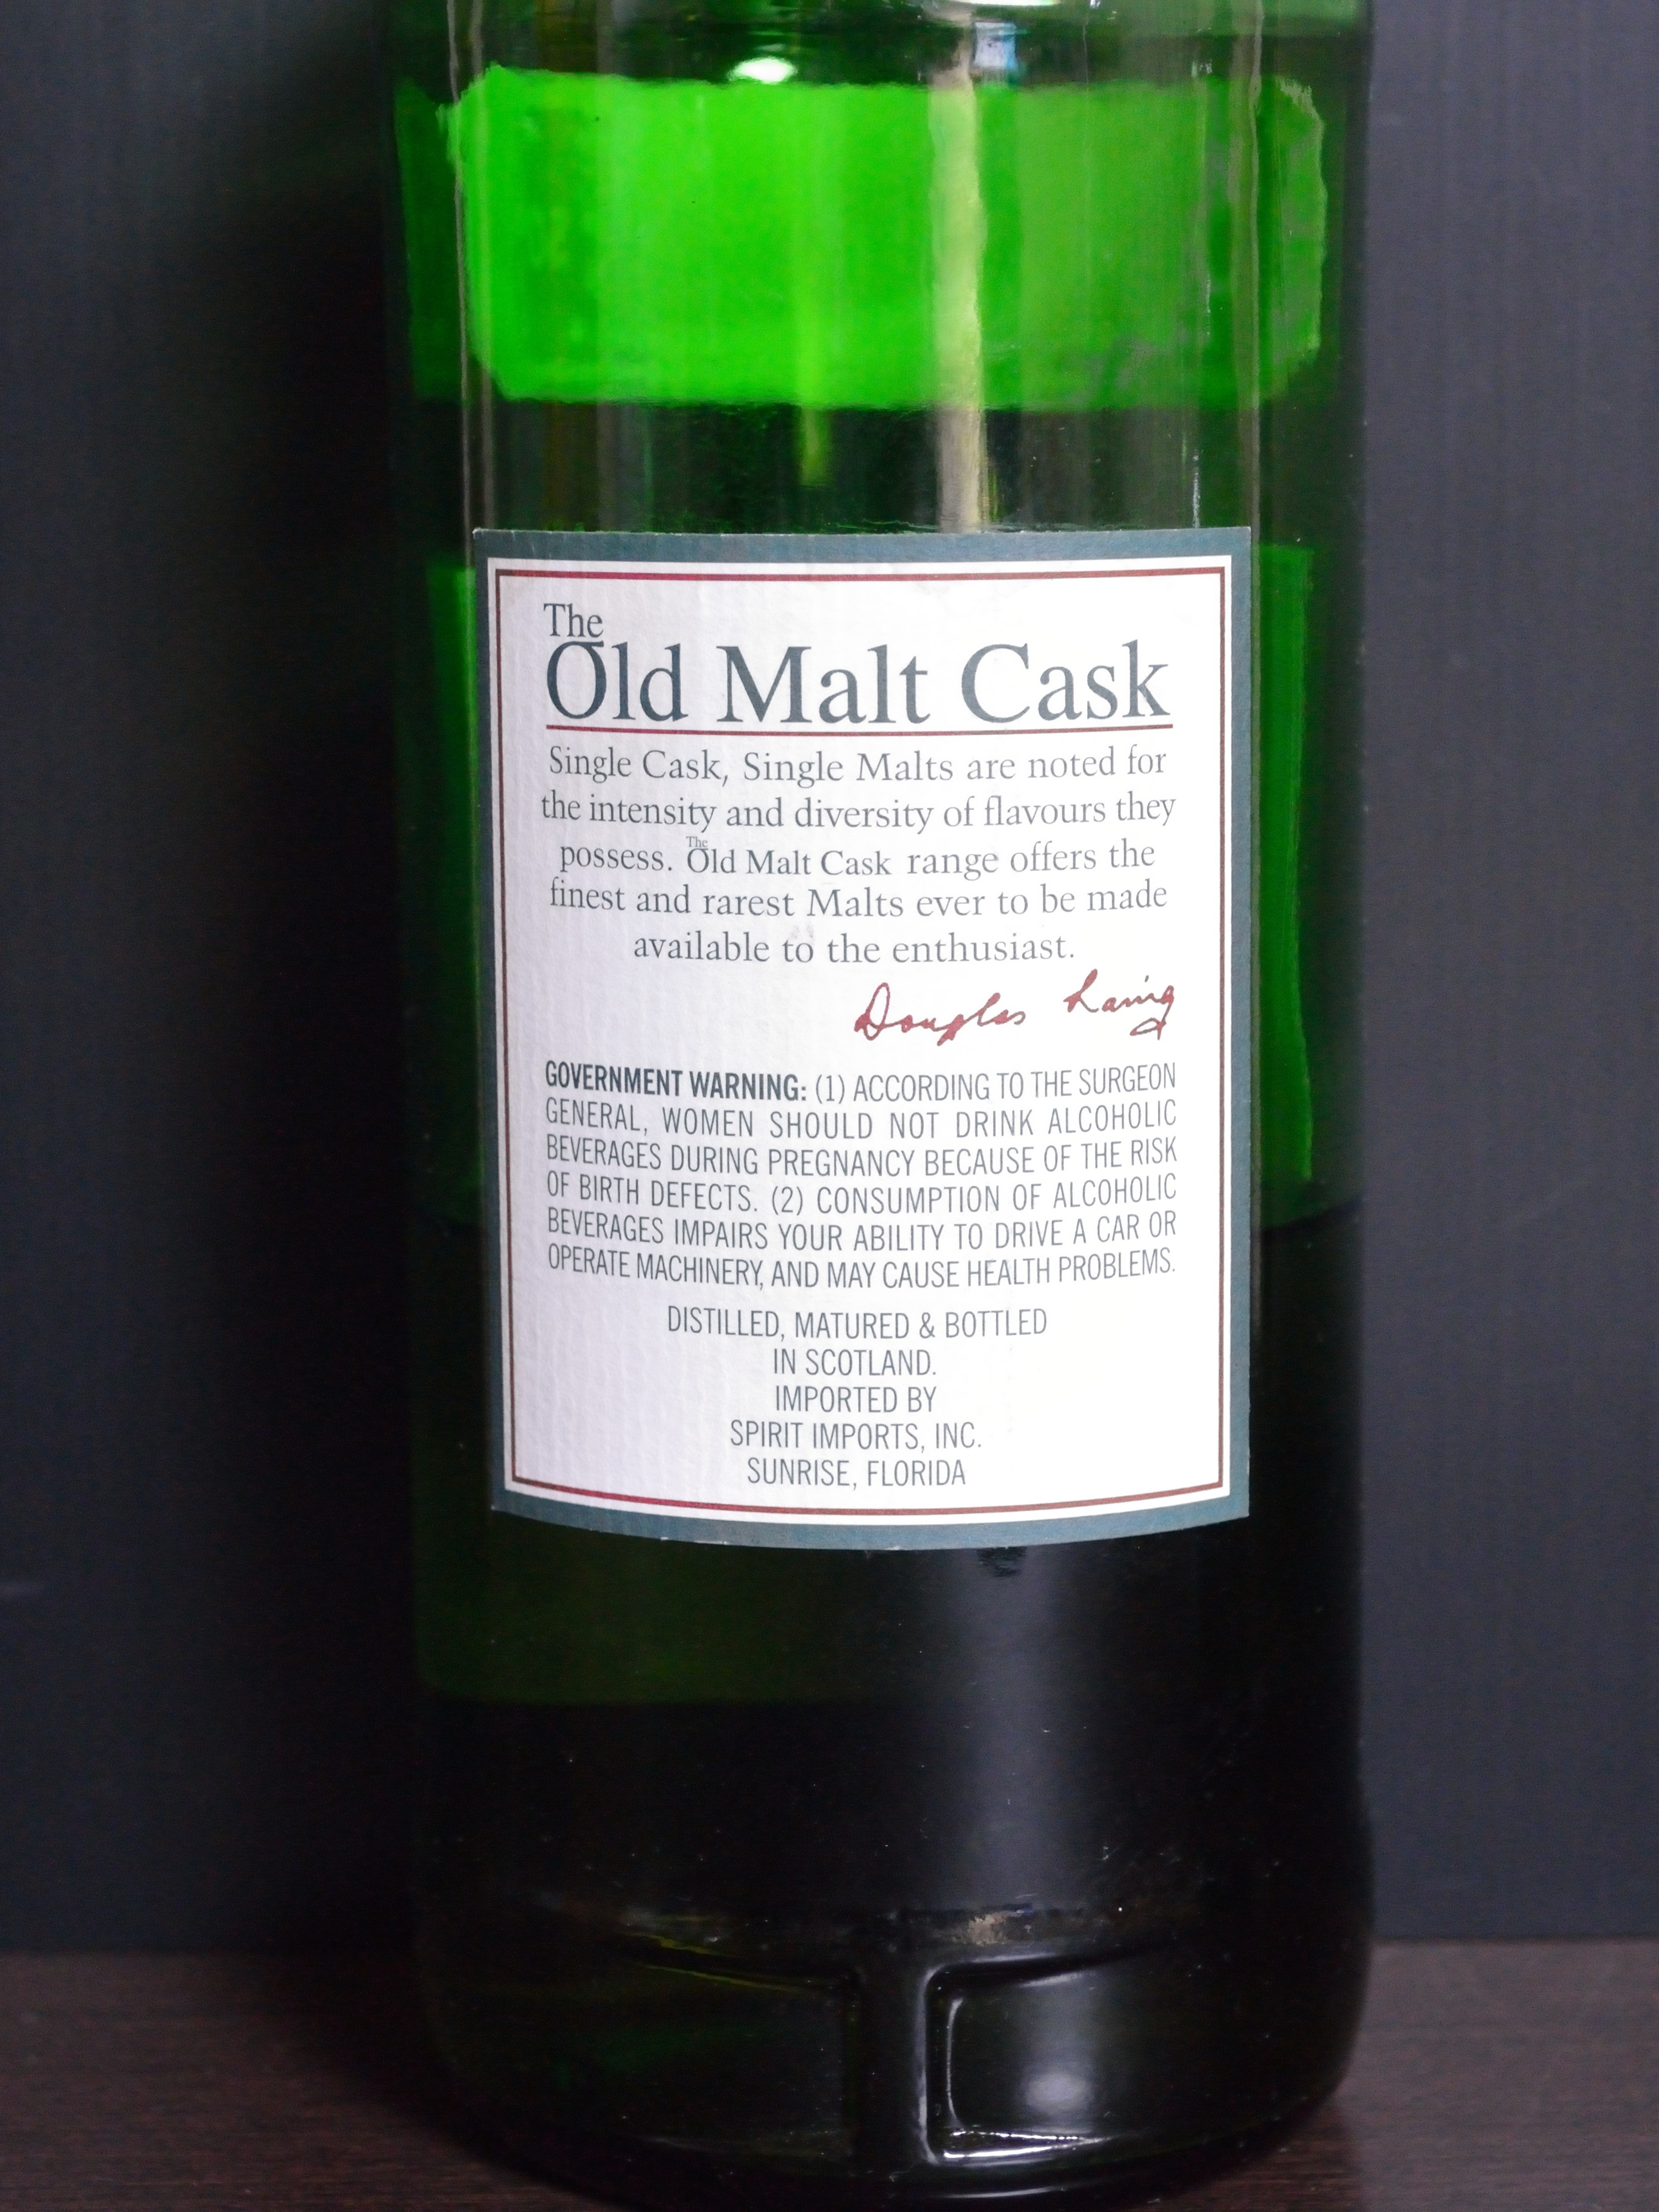 The
Old Malt Cask
Single Cask, Single Malts are noted for
the intensity and diversity of flavours they
possess. The Old Malt Cask range offers the
finest and rarest Malts ever to be made
available to the enthusiast.
Douglas Laing
GOVERNMENT WARNING: (1) ACCORDING TO THE SURGEON
GENERAL, WOMEN SHOULD NOT DRINK ALCOHOLIC
BEVERAGES DURING PREGNANCY BECAUSE OF THE RISK
OF BIRTH DEFECTS. (2) CONSUMPTION OF ALCOHOLIC
BEVERAGES IMPAIRS YOUR ABILITY TO DRIVE A CAR OR
OPERATE MACHINERY, AND MAY CAUSE HEALTH PROBLEMS.
DISTILLED, MATURED & BOTTLED
IN SCOTLAND.
IMPORTED BY
SPIRIT IMPORTS, INC.
SUNRISE, FLORIDA